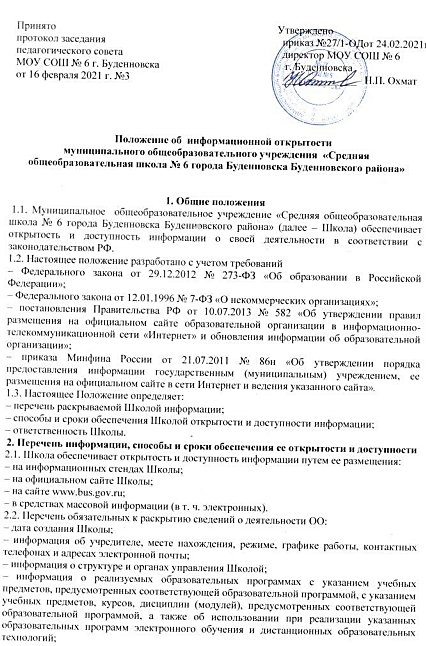 Принято
протокол заседания
педагогического совета
МОУ СОШ № 6 г. Буденновска
от 16 февраля 2021 г. №3
Утверждено
приказ №27/1-ОДот 24.02.2021г
директор МОУ СОШ № 6
г. Буденновска
Н.П. Охмат
Положение об информационной открытости
муниципального общеобразовательного учреждения «Средняя
общеобразовательная школа № 6 города Буденновска Буденновского района»
1. Общие положения
1.1. Муниципальное общеобразовательное учреждение «Средняя общеобразовательная
школа № 6 города Буденновска Буденновского района» (далее – Школа) обеспечивает
открытость и доступность информации о своей деятельности в соответствии с
законодательством РФ.
1.2. Настоящее положение разработано с учетом требований
– Федерального закона от 29.12.2012 № 273-ФЗ «Об образовании в Российской
Федерации»;
– Федерального закона от 12.01.1996 № 7-ФЗ «О некоммерческих организациях»;
– постановления Правительства РФ от 10.07.2013 № 582 «Об утверждении правил
размещения на официальном сайте образовательной организации в информационно-
телекоммуникационной сети «Интернет» и обновления информации об образовательной
организации»;
– приказа Минфина России от 21.07.2011 № 86н «Об утверждении порядка
предоставления информации государственным (муниципальным) учреждением, ее
размещения на официальном сайте в сети Интернет и ведения указанного сайта».
1.3. Настоящее Положение определяет:
– перечень раскрываемой Школой информации;
– способы и сроки обеспечения Школой открытости и доступности информации;
– ответственность Школы.
2. Перечень информации, способы и сроки обеспечения ее открытости и доступности
2.1. Школа обеспечивает открытость и доступность информации путем ее размещения:
– на информационных стендах Школы;
– на официальном сайте Школы;
– на сайте www.bus.gov.ru;
– в средствах массовой информации (в т. ч. электронных).
2.2. Перечень обязательных к раскрытию сведений о деятельности ОО:
– дата создания Школы;
– информация об учредителе, месте нахождения, режиме, графике работы, контактных
телефонах и адресах электронной почты;
– информация о структуре и органах управления Школой;
– информация о реализуемых образовательных программах с указанием учебных
предметов, предусмотренных соответствующей образовательной программой, с указанием
учебных предметов, курсов, дисциплин (модулей), предусмотренных соответствующей
образовательной программой, а также об использовании при реализации указанных
образовательных программ электронного обучения и дистанционных образовательных
технологий;